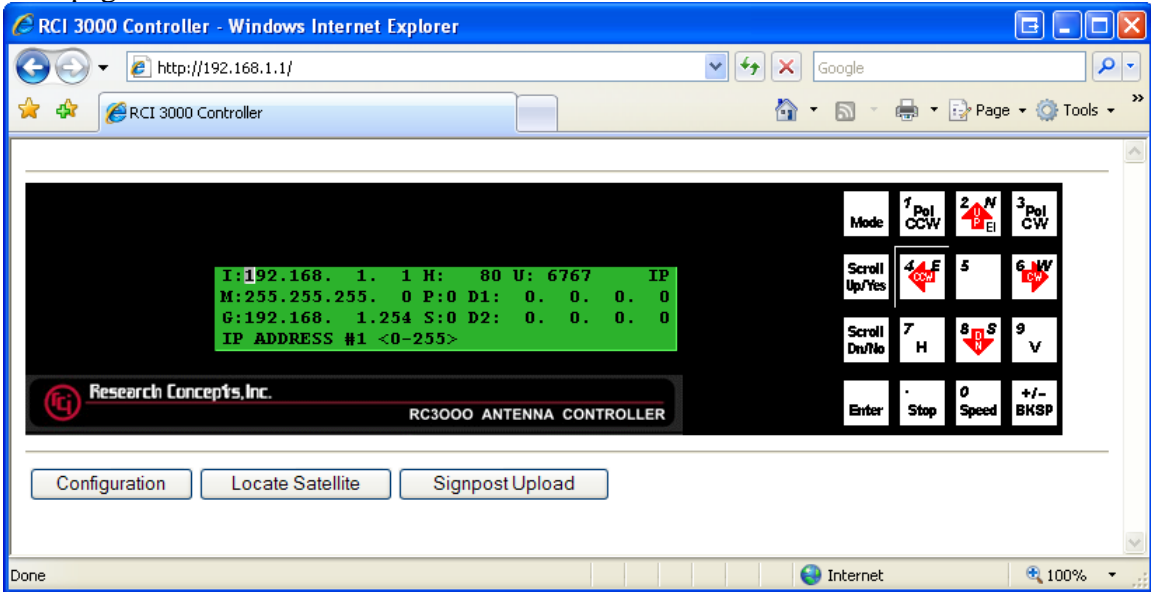 RCI 3000 Controller - Windows Internet Explorer
http://192.168.1.1/
Google
RCI 3000 Controller
Page
Tools
I:192.168. 1. 1 H: 80 U: 6767 IP
M:255.255.255. 0 P:0 D1: 0. 0. 0. 0
G:192.168. 1.254 S:0 D2: 0. 0. 0. 0
IP ADDRESS #1 <0-255>
rci
Research Concepts, Inc.
RC3000 ANTENNA CONTROLLER
Mode
1 Pol CCW
2 N UP El
3 Pol CW
Scroll Up/Yes
4 E CCW
5
6 W CW
Scroll Dn/No
7 H
8 S DN
9 V
Enter
. Stop
0 Speed
+/- BKSP
Configuration
Locate Satellite
Signpost Upload
Done
Internet
100%